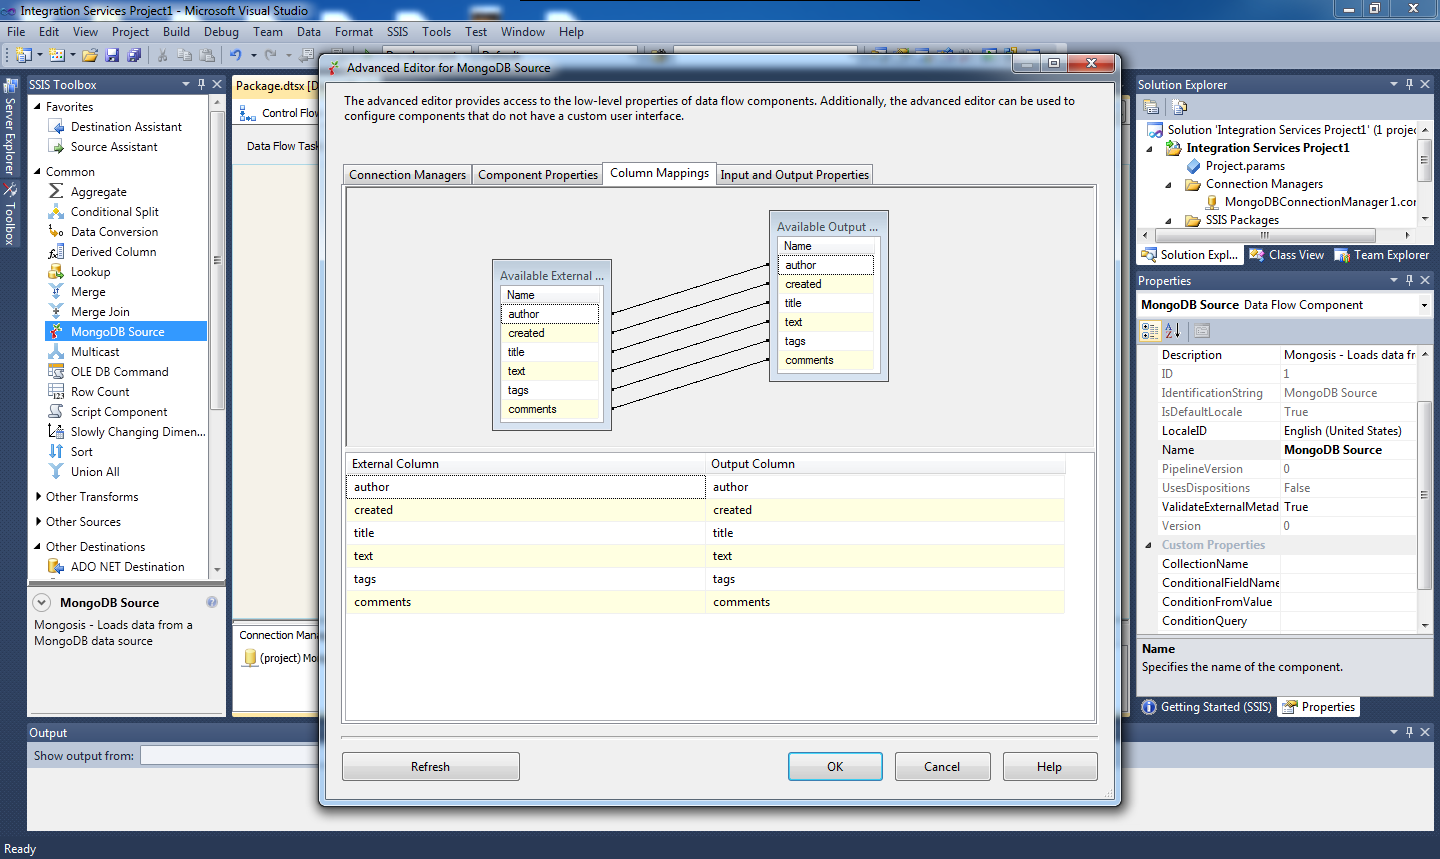 Integration Services Project1 - Microsoft Visual Studio
File Edit View Project Build Debug Team Format Data SSIS Tools Test Window Help
Server Explorer
Toolbox
SSIS Toolbox
Favorites
Destination Assistant
Source Assistant
Common
Aggregate
Conditional Split
Data Conversion
Derived Column
Lookup
Merge
Merge Join
MongoDB Source
Multicast
OLE DB Command
Row Count
Script Component
Slowly Changing Dimen...
Sort
Union All
Other Transforms
Other Sources
Other Destinations
ADO NET Destination
MongoDB Source
Mongosis - Loads data from a
MongoDB data source
Package.dtsx [D
Control Flow
Data Flow Task
Connection Mana
(project) Mo
Advanced Editor for MongoDB Source
The advanced editor provides access to the low-level properties of data flow components. Additionally, the advanced editor can be used to
configure components that do not have a custom user interface.
Connection Managers
Component Properties
Column Mappings
Input and Output Properties
Available External ...
Name
author
created
title
text
tags
comments
Available Output ...
Name
author
created
title
text
tags
comments
External Column Output Column
author author
created created
title title
text text
tags tags
comments comments
Refresh
OK
Cancel
Help
Solution Explorer
Solution 'Integration Services Project1' (1 projec
Integration Services Project1
Project.params
Connection Managers
MongoDBConnectionManager1.con
SSIS Packages
Solution Expl...
Class View
Team Explorer
Properties
MongoDB Source Data Flow Component
Description Mongosis - Loads data fr
ID 1
IdentificationString MongoDB Source
IsDefaultLocale True
LocaleID English (United States)
Name MongoDB Source
PipelineVersion 0
UsesDispositions False
ValidateExternalMetad True
Version 0
Custom Properties
CollectionName
ConditionalFieldName
ConditionFromValue
ConditionQuery
Name
Specifies the name of the component.
Getting Started (SSIS)
Properties
Output
Show output from:
Ready